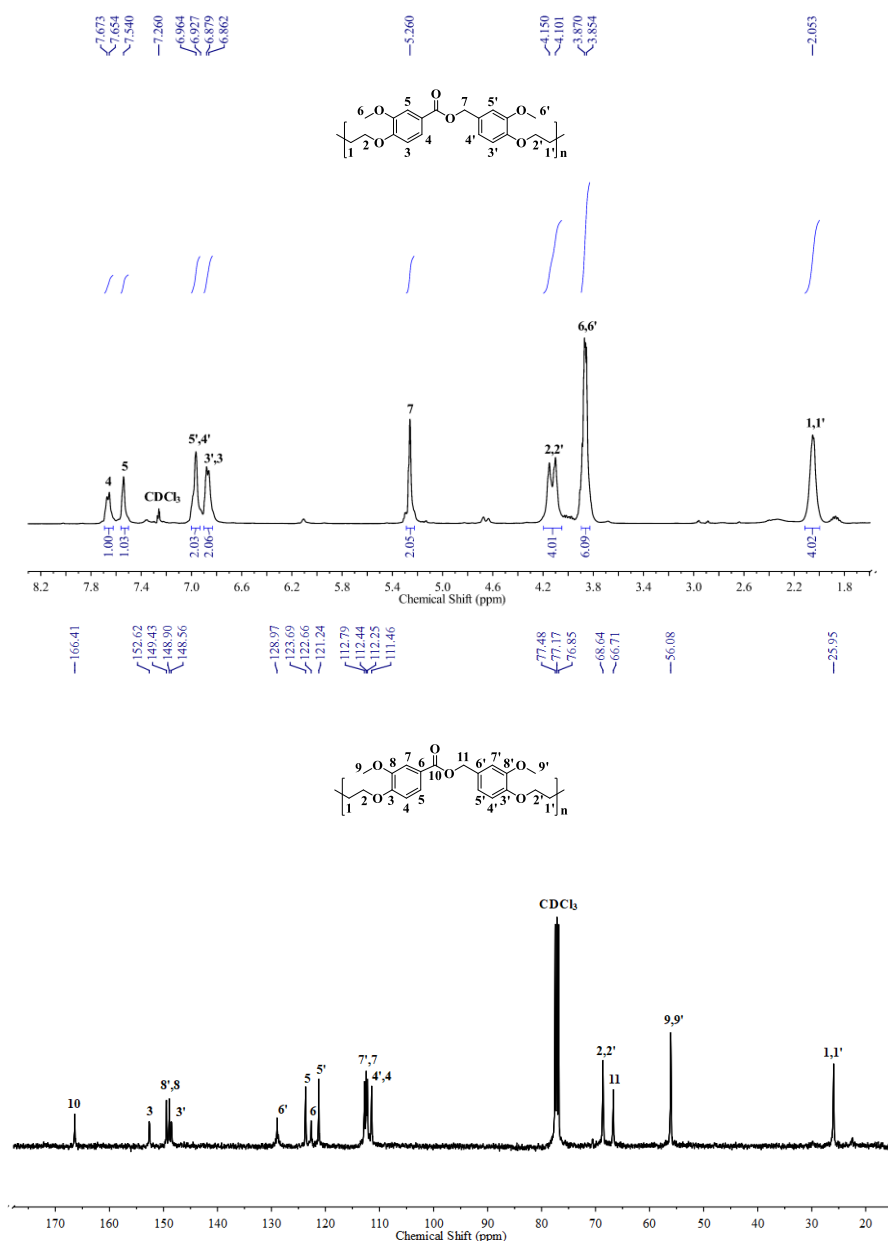 7.673 7.654 7.540 7.260 6.964 6.927 6.879 6.862 5.260 4.150 4.101 3.870 3.854 2.053
O
6 O 5 7 5' O 6'
O
1 2 O 3 4 4' 3' O 2' 1' n
6,6'
7
5',4'
3',3
2,2'
1,1'
4 5
CDCl3
1.00 1.03 2.03 2.06 2.05 4.01 6.09 4.02
8.2 7.8 7.4 7.0 6.6 6.2 5.8 5.4 5.0 4.6 4.2 3.8 3.4 3.0 2.6 2.2 1.8
Chemical Shift (ppm)
166.41 152.62 149.43 148.90 148.56 128.97 123.69 122.66 121.24 112.79 112.44 112.25 111.46 77.48 77.17 76.85 68.64 66.71 56.08 25.95
O
9 O 8 7 6 10 O 11 6' 7' 8' O 9'
1 2 O 3 4 5 5' 4' 3' O 2' 1' n
CDCl3
9,9'
2,2'
1,1'
11
7',7
5 5' 4',4
8',8
10 3 3' 6' 6
170 160 150 140 130 120 110 100 90 80 70 60 50 40 30 20
Chemical Shift (ppm)